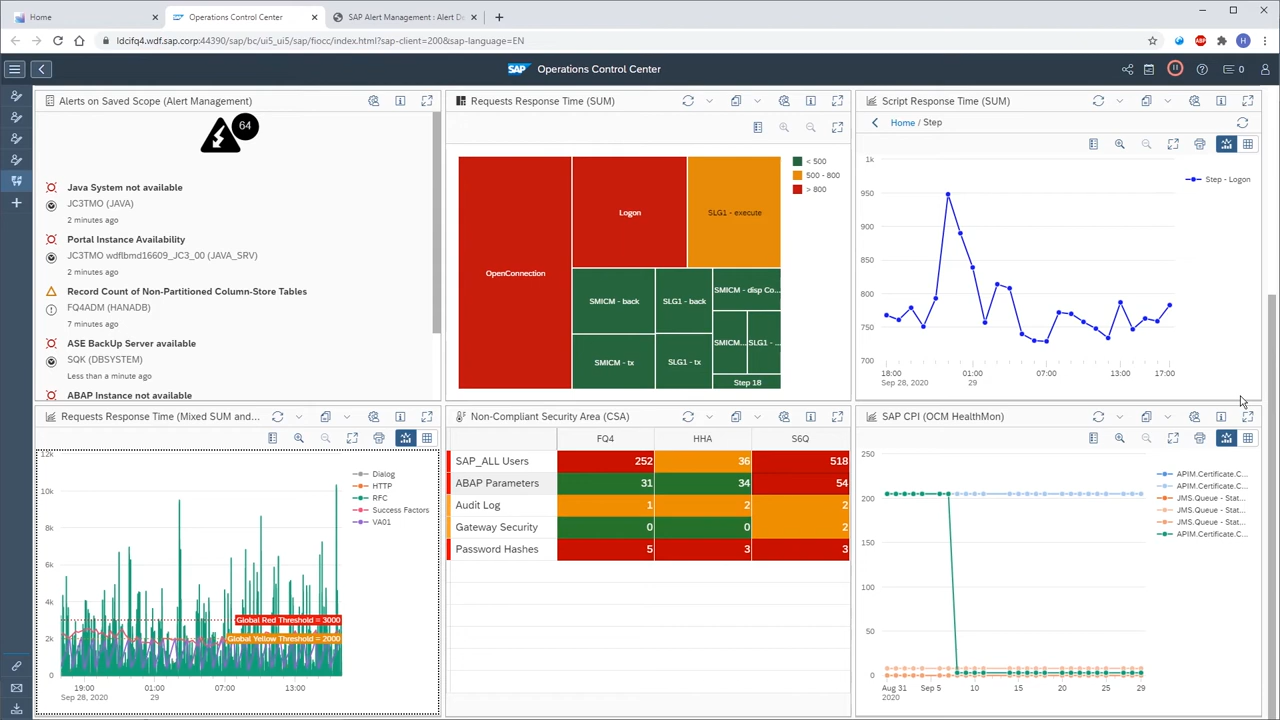 Home
Operations Control Center
SAP Alert Management : Alert D
ldcifq4.wdf.sap.corp:44390/sap/bc/ui5_ui5/sap/fiocc/index.html?sap-client=200&sap-language=EN
ABP
H
SAP Operations Control Center
0
Alerts on Saved Scope (Alert Management)
64
Java System not available
JC3TMO (JAVA)
2 minutes ago
Portal Instance Availability
JC3TMO wdflbmd16609_JC3_00 (JAVA_SRV)
2 minutes ago
Record Count of Non-Partitioned Column-Store Tables
FQ4ADM (HANADB)
7 minutes ago
ASE BackUp Server available
SQK (DBSYSTEM)
Less than a minute ago
ABAP Instance not available
Requests Response Time (SUM)
< 500
500 - 800
> 800
OpenConnection
Logon
SLG1 - execute
SMICM - back
SLG1 - back
SMICM - disp Co...
SMICM - tx
SLG1 - tx
SMICM...
SLG1 - ...
Step 18
Script Response Time (SUM)
Home / Step
1k
950
900
850
800
750
700
18:00
Sep 28, 2020
01:00
29
07:00
13:00
17:00
Step - Logon
Requests Response Time (Mixed SUM and...
12k
10k
8k
6k
4k
2k
0
Dialog
HTTP
RFC
Success Factors
VA01
Global Red Threshold = 3000
Global Yellow Threshold = 2000
19:00
Sep 28, 2020
01:00
29
07:00
13:00
Non-Compliant Security Area (CSA)
FQ4 HHA S6Q
SAP_ALL Users 252 36 518
ABAP Parameters 31 34 54
Audit Log 1 2 2
Gateway Security 0 0 2
Password Hashes 5 3 3
SAP CPI (OCM HealthMon)
250
200
150
100
50
0
Aug 31
2020
Sep 5
10
15
20
25
29
APIM.Certificate.C...
APIM.Certificate.C...
JMS.Queue - Stat...
JMS.Queue - Stat...
JMS.Queue - Stat...
APIM.Certificate.C...